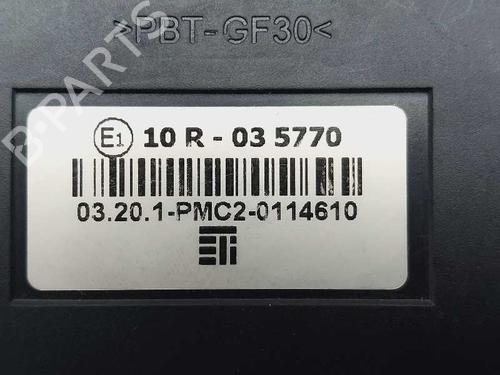 >PBT-GF30<
B-PARTS
E1 10 R - 03 5770
03.20.1-PMC2-0114610